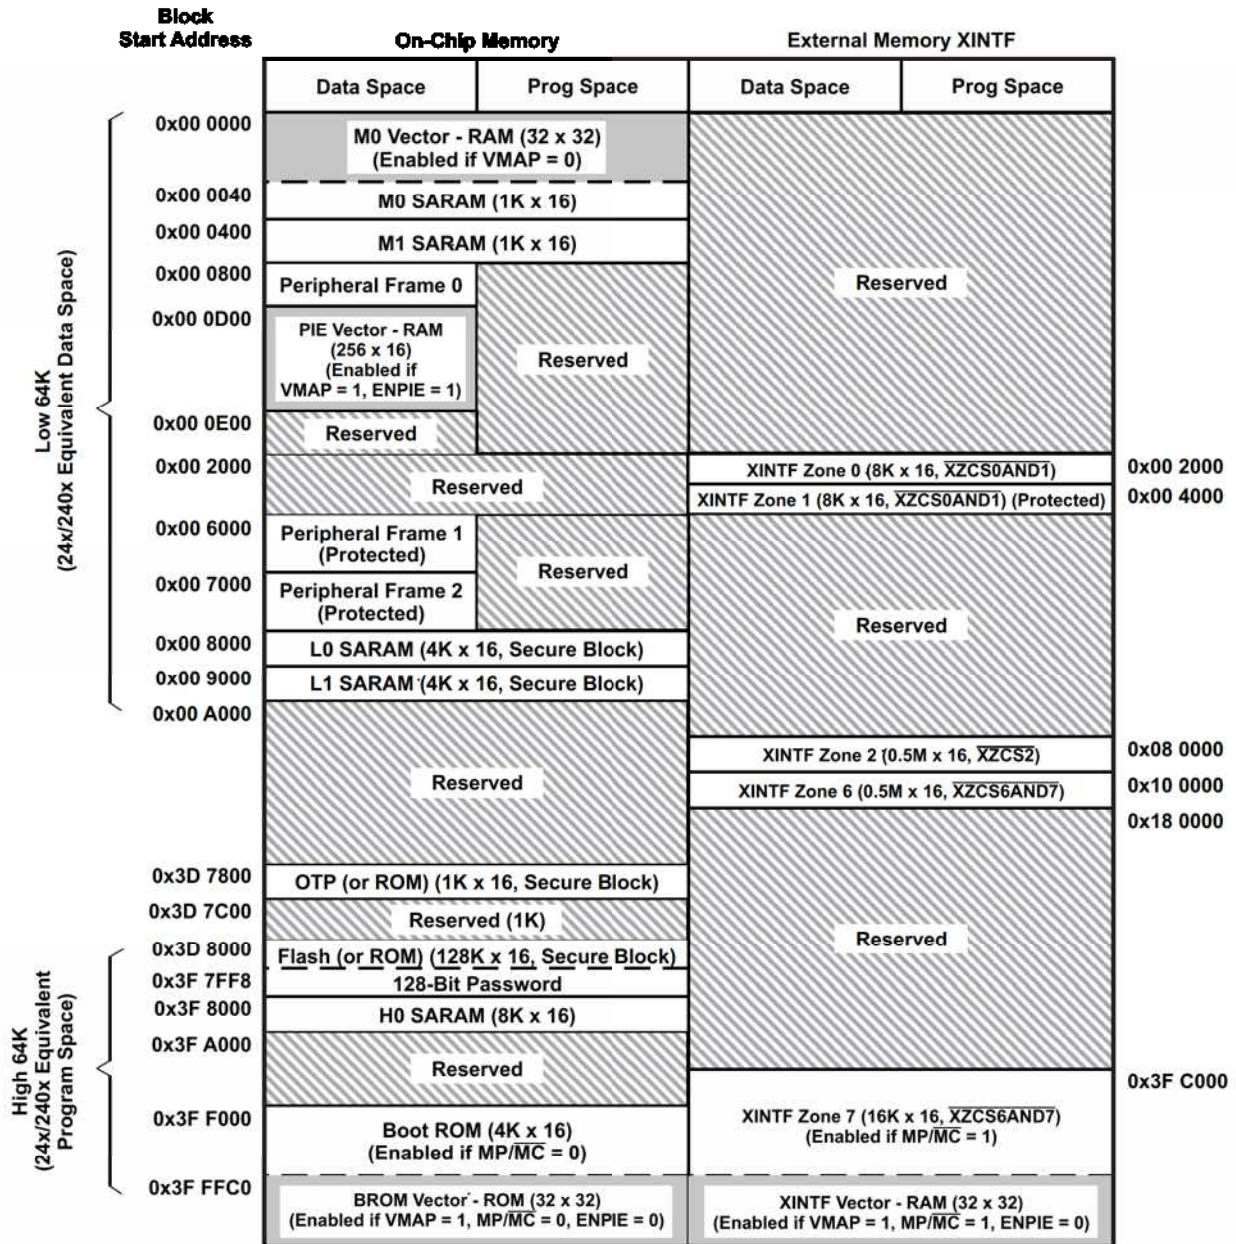 Block
Start Address
On-Chip Memory
External Memory XINTF
Data Space
Prog Space
Data Space
Prog Space
0x00 0000
M0 Vector - RAM (32 x 32)
(Enabled if VMAP = 0)
0x00 0040
M0 SARAM (1K x 16)
0x00 0400
M1 SARAM (1K x 16)
0x00 0800
Peripheral Frame 0
Reserved
0x00 0D00
PIE Vector - RAM
(256 x 16)
(Enabled if
VMAP = 1, ENPIE = 1)
Reserved
0x00 0E00
Reserved
Low 64K
(24x/240x Equivalent Data Space)
0x00 2000
Reserved
XINTF Zone 0 (8K x 16, XZCS0AND1)
0x00 2000
XINTF Zone 1 (8K x 16, XZCS0AND1) (Protected)
0x00 4000
0x00 6000
Peripheral Frame 1
(Protected)
Reserved
0x00 7000
Peripheral Frame 2
(Protected)
Reserved
0x00 8000
L0 SARAM (4K x 16, Secure Block)
0x00 9000
L1 SARAM (4K x 16, Secure Block)
0x00 A000
Reserved
XINTF Zone 2 (0.5M x 16, XZCS2)
0x08 0000
XINTF Zone 6 (0.5M x 16, XZCS6AND7)
0x10 0000
0x18 0000
0x3D 7800
OTP (or ROM) (1K x 16, Secure Block)
0x3D 7C00
Reserved (1K)
Reserved
0x3D 8000
Flash (or ROM) (128K x 16, Secure Block)
0x3F 7FF8
128-Bit Password
0x3F 8000
H0 SARAM (8K x 16)
0x3F A000
Reserved
High 64K
(24x/240x Equivalent
Program Space)
0x3F C000
0x3F F000
Boot ROM (4K x 16)
(Enabled if MP/MC = 0)
XINTF Zone 7 (16K x 16, XZCS6AND7)
(Enabled if MP/MC = 1)
0x3F FFC0
BROM Vector - ROM (32 x 32)
(Enabled if VMAP = 1, MP/MC = 0, ENPIE = 0)
XINTF Vector - RAM (32 x 32)
(Enabled if VMAP = 1, MP/MC = 1, ENPIE = 0)